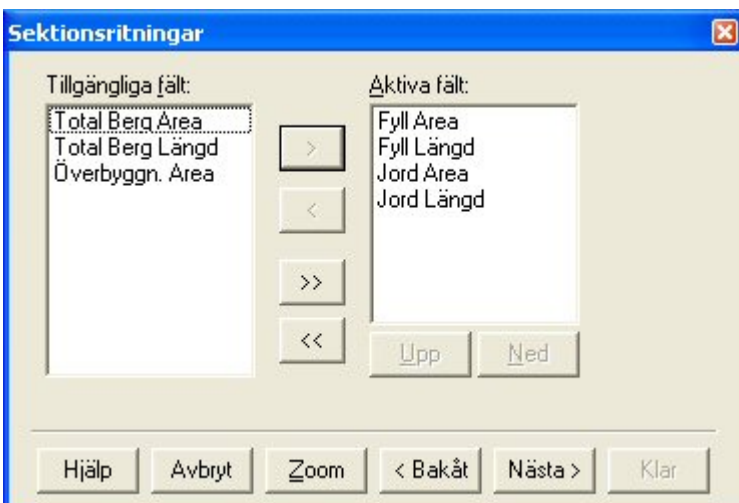 Sektionsritningar
Tillgängliga fält:
Total Berg Area
Total Berg Längd
Överbyggn. Area
>
<
>>
<<
Aktiva fält:
Fyll Area
Fyll Längd
Jord Area
Jord Längd
Upp
Ned
Hjälp
Avbryt
Zoom
< Bakåt
Nästa >
Klar